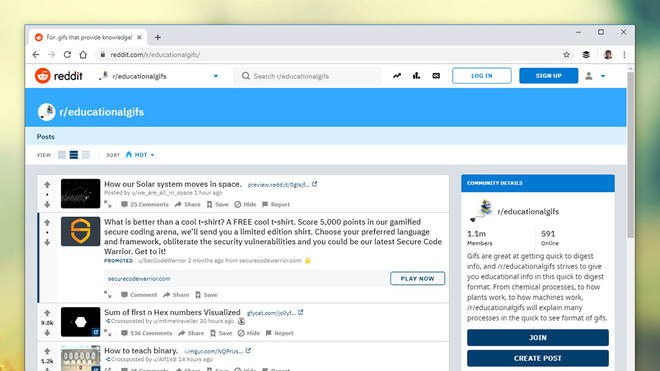 For .gifs that provide knowledge!
reddit.com/r/educationalgifs/
reddit
r/educationalgifs
Search r/educationalgifs
LOG IN
SIGN UP
r/educationalgifs
Posts
VIEW
SORT
HOT
How our Solar system moves in space. preview.redd.it/0gts/f...
Posted by u/we_are_all_in_space 1 hour ago
25 Comments Share Save Hide Report
What is better than a cool t-shirt? A FREE cool t-shirt. Score 5,000 points in our gamified
secure coding arena, we'll send you a limited edition shirt. Choose your preferred language
and framework, obliterate the security vulnerabilities and you could be our latest Secure Code
Warrior. Get to it!
PROMOTED · u/SecCodeWarrior 2 months ago from securecodewarrior.com
securecodewarrior.com
PLAY NOW
Comment Share Save
9.0k
Sum of first n Hex numbers Visualized gfycat.com/jollyf...
Crossposted by u/mtimetraveller 20 hours ago
136 Comments Share Save Hide Report
1.2k
How to teach binary. i.imgur.com/NQPrUs...
Crossposted by u/Alf168 14 hours ago
COMMUNITY DETAILS
r/educationalgifs
1.1m
Members
591
Online
Gifs are great at getting quick to digest
info, and /r/educationalgifs strives to give
you educational info in this quick to digest
format. From chemical processes, to how
plants work, to how machines work,
/r/educationalgifs will explain many
processes in the quick to see format of gifs.
JOIN
CREATE POST